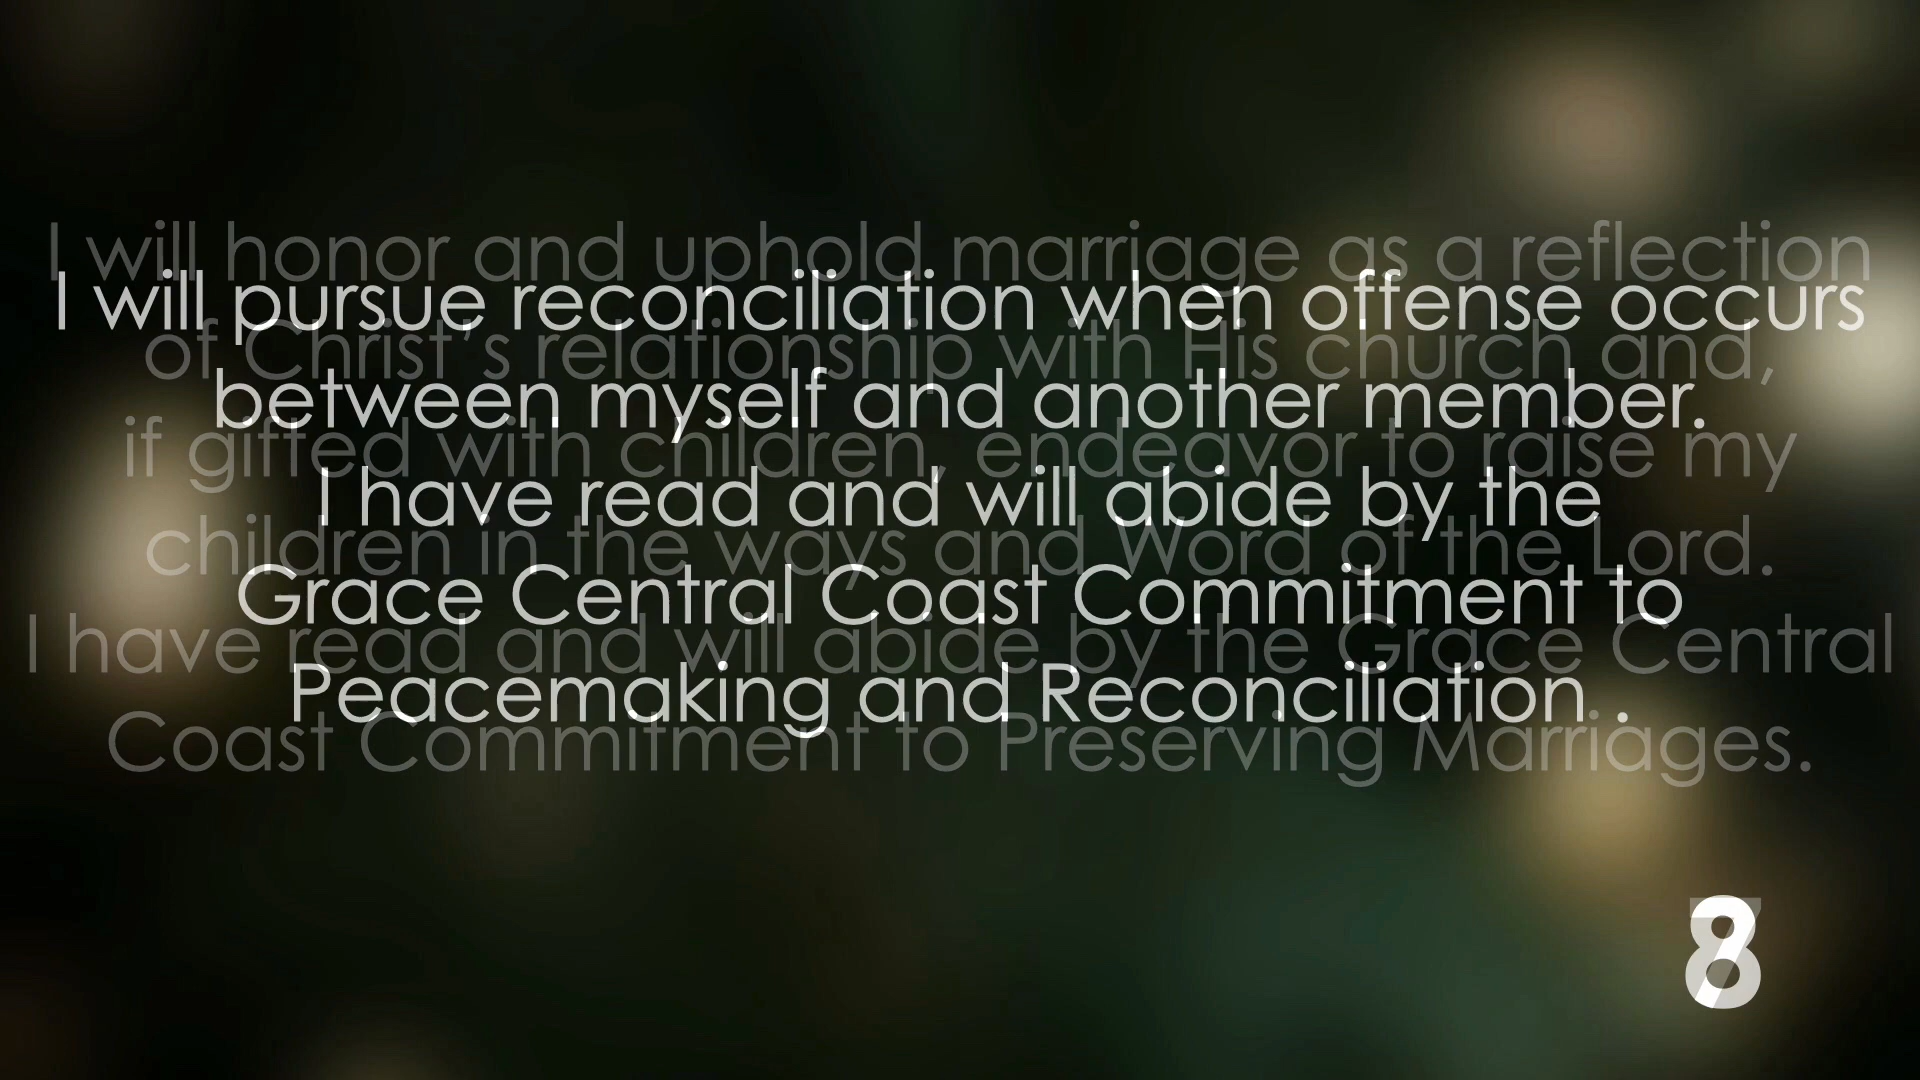 I will honor and uphold marriage as a reflection
of Christ's relationship with His church and,
if gifted with children, endeavor to raise my
children in the ways and Word of the Lord.
I have read and will abide by the Grace Central
Coast Commitment to Preserving Marriages.
I will pursue reconciliation when offense occurs
between myself and another member.
I have read and will abide by the
Grace Central Coast Commitment to
Peacemaking and Reconciliation .
7
8